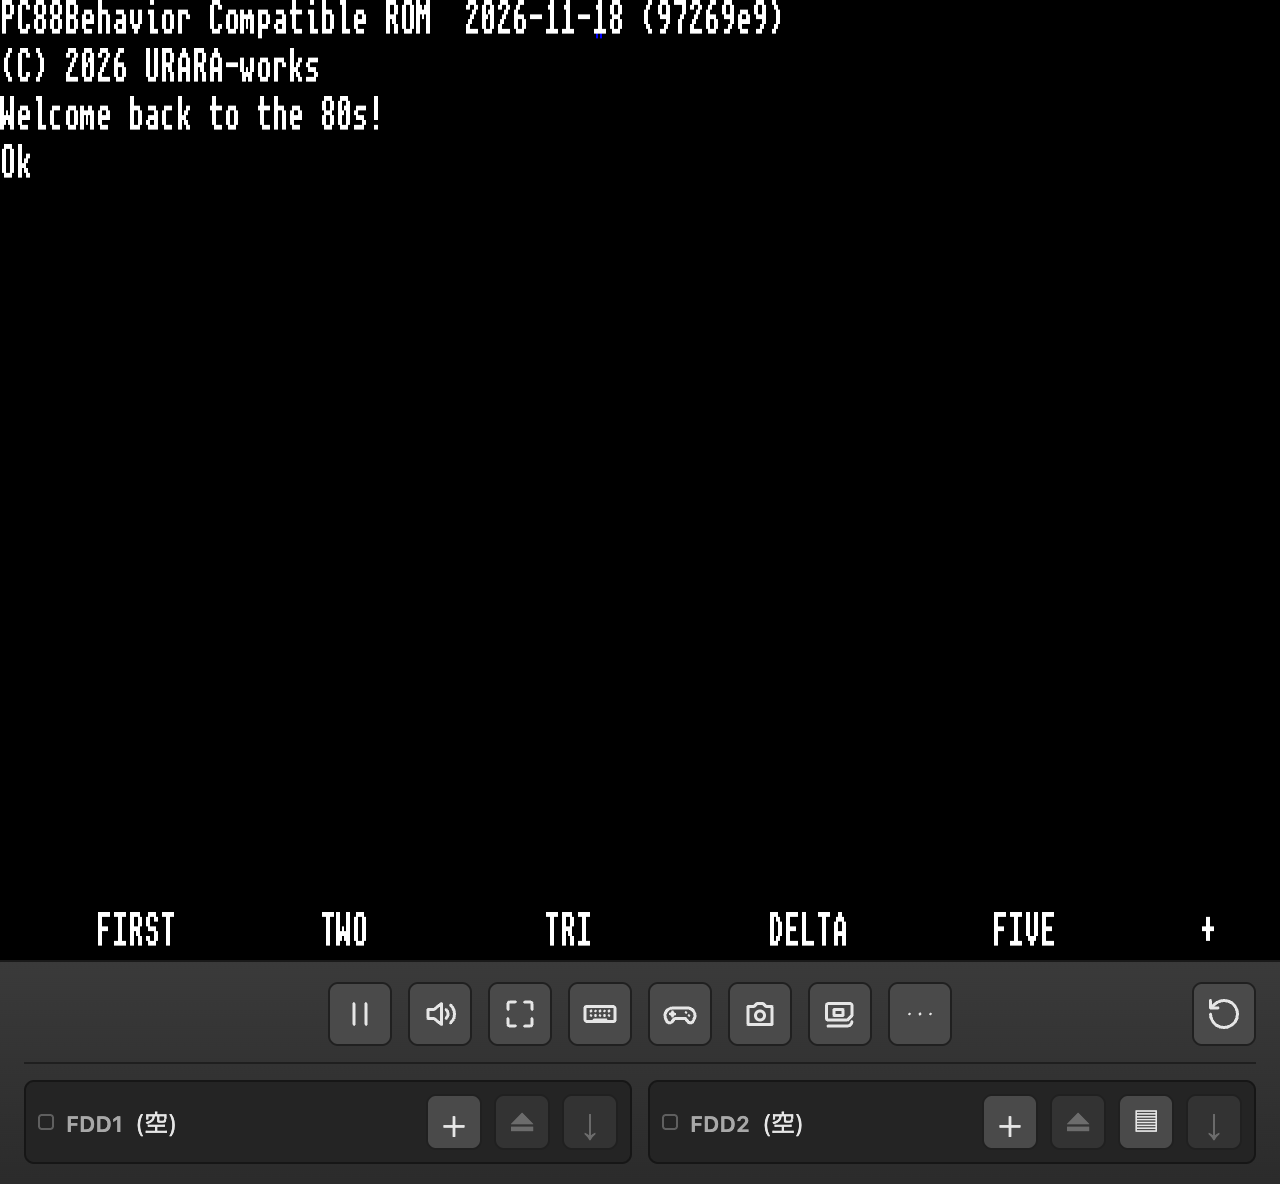 PC88Behavior Compatible ROM  2026-11-18 (97269e9)
(C) 2026 URARA-works
Welcome back to the 80s!
Ok
FIRST TWO TRI DELTA FIVE +
FDD1 (空)
FDD2 (空)